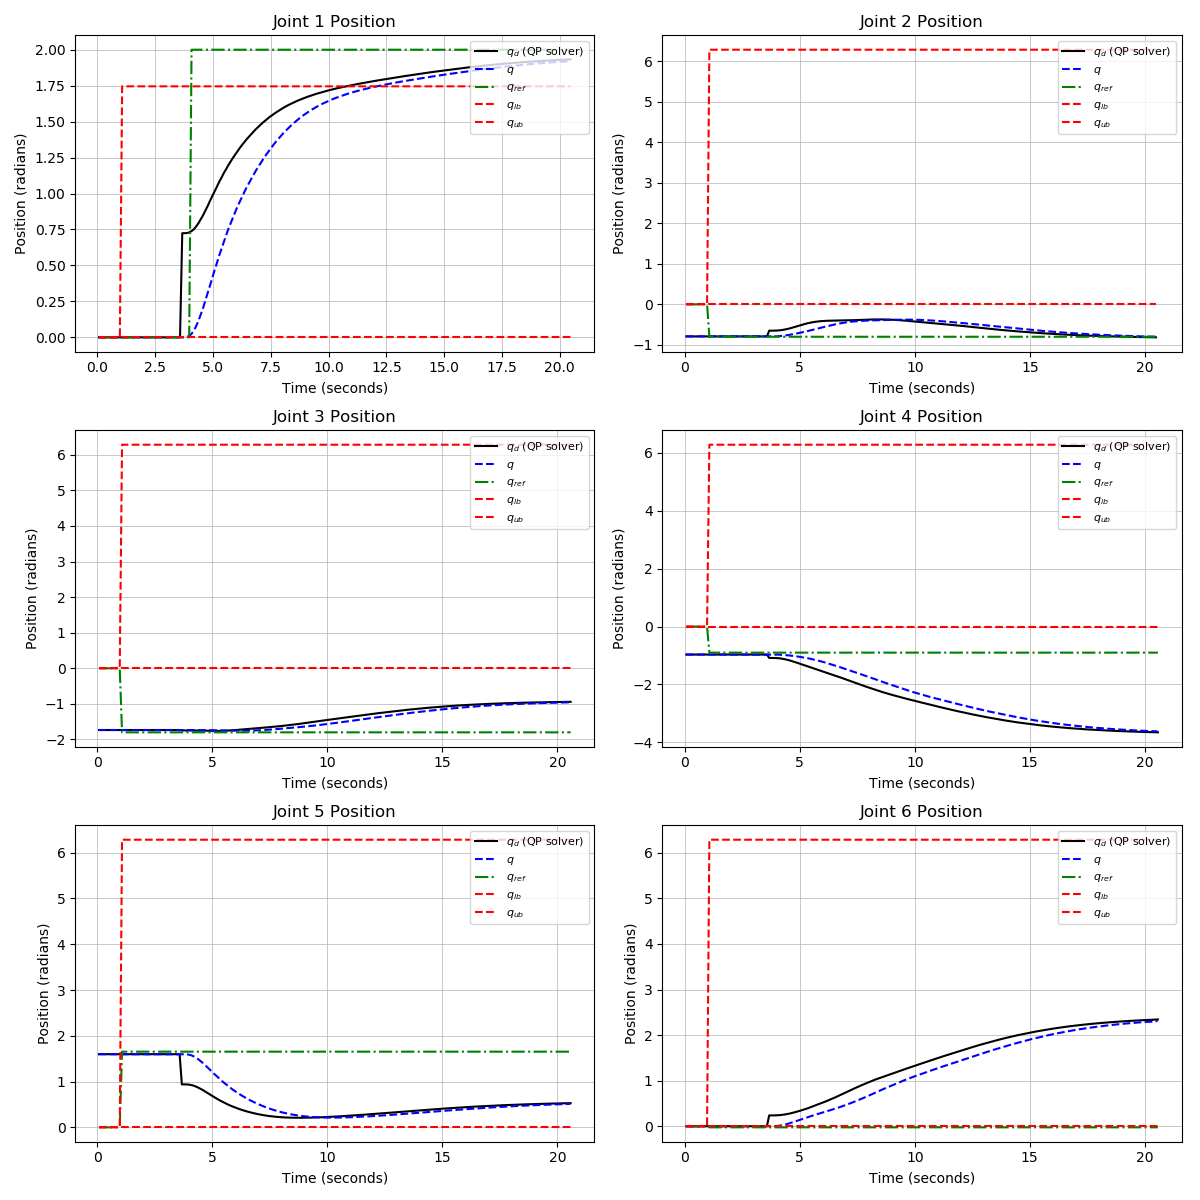 Joint 1 Position
Position (radians)
2.00
1.75
1.50
1.25
1.00
0.75
0.50
0.25
0.00
q_d (QP solver)
q
q_ref
q_lb
q_ub
0.0 2.5 5.0 7.5 10.0 12.5 15.0 17.5 20.0
Time (seconds)
Joint 2 Position
Position (radians)
6
5
4
3
2
1
0
−1
q_d (QP solver)
q
q_ref
q_lb
q_ub
0 5 10 15 20
Time (seconds)
Joint 3 Position
Position (radians)
6
5
4
3
2
1
0
−1
−2
q_d (QP solver)
q
q_ref
q_lb
q_ub
0 5 10 15 20
Time (seconds)
Joint 4 Position
Position (radians)
6
4
2
0
−2
−4
q_d (QP solver)
q
q_ref
q_lb
q_ub
0 5 10 15 20
Time (seconds)
Joint 5 Position
Position (radians)
6
5
4
3
2
1
0
q_d (QP solver)
q
q_ref
q_lb
q_ub
0 5 10 15 20
Time (seconds)
Joint 6 Position
Position (radians)
6
5
4
3
2
1
0
q_d (QP solver)
q
q_ref
q_lb
q_ub
0 5 10 15 20
Time (seconds)